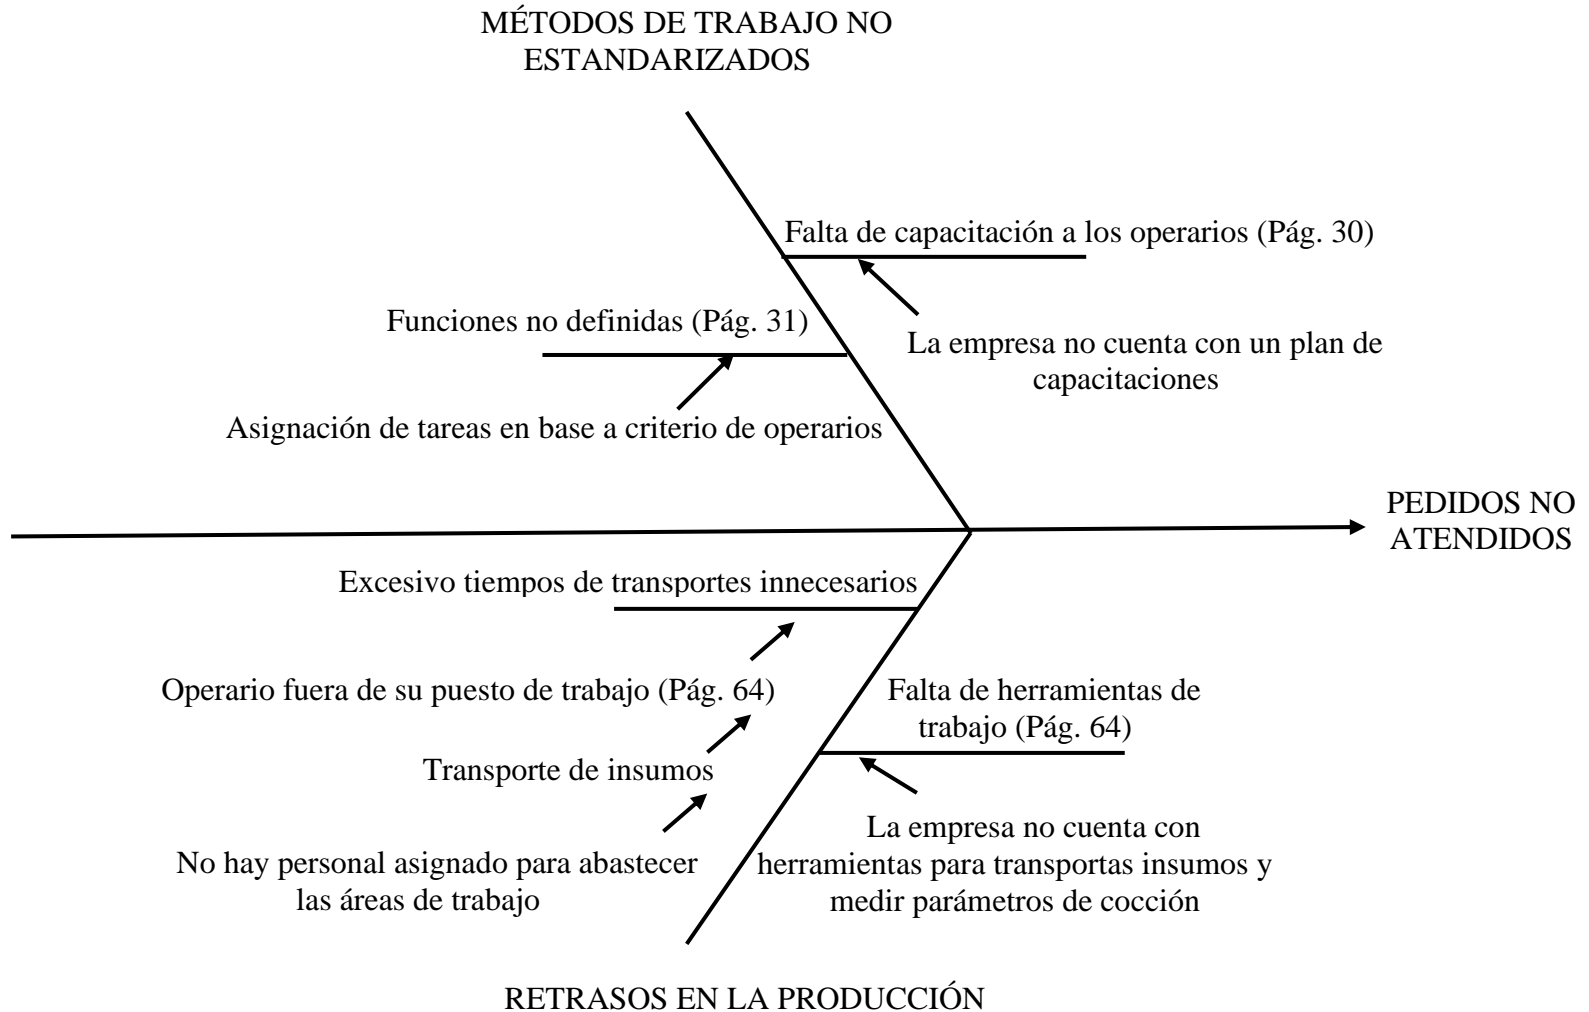 MÉTODOS DE TRABAJO NO
ESTANDARIZADOS
Falta de capacitación a los operarios (Pág. 30)
Funciones no definidas (Pág. 31)
La empresa no cuenta con un plan de
capacitaciones
Asignación de tareas en base a criterio de operarios
PEDIDOS NO
ATENDIDOS
Excesivo tiempos de transportes innecesarios
Operario fuera de su puesto de trabajo (Pág. 64)
Falta de herramientas de
trabajo (Pág. 64)
Transporte de insumos
La empresa no cuenta con
herramientas para transportas insumos y
medir parámetros de cocción
No hay personal asignado para abastecer
las áreas de trabajo
RETRASOS EN LA PRODUCCIÓN